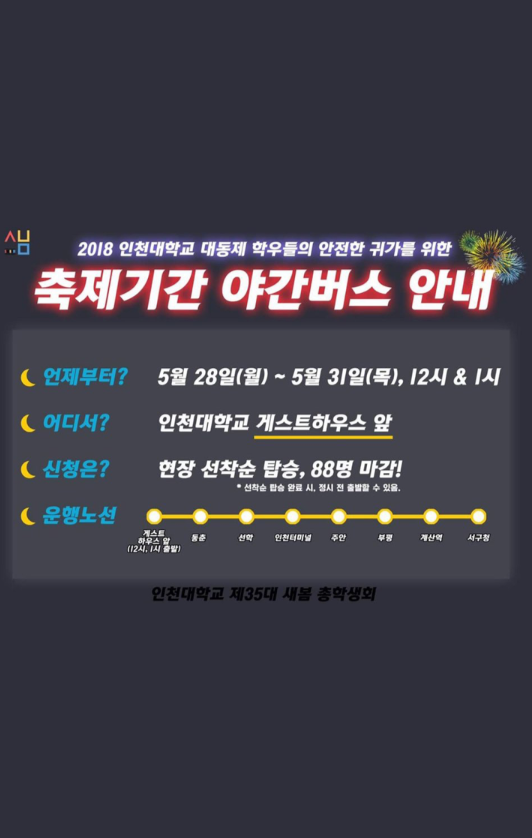 새봄
2018 인천대학교 대동제 학우들의 안전한 귀가를 위한
축제기간 야간버스 안내
언제부터? 5월 28일(월) ~ 5월 31일(목), 12시 & 1시
어디서? 인천대학교 게스트하우스 앞
신청은? 현장 선착순 탑승, 88명 마감!
* 선착순 탑승 완료 시, 정시 전 출발할 수 있음.
운행노선
게스트
하우스 앞
(12시, 1시 출발)
동춘
선학
인천터미널
주안
부평
계산역
서구청
인천대학교 제35대 새봄 총학생회